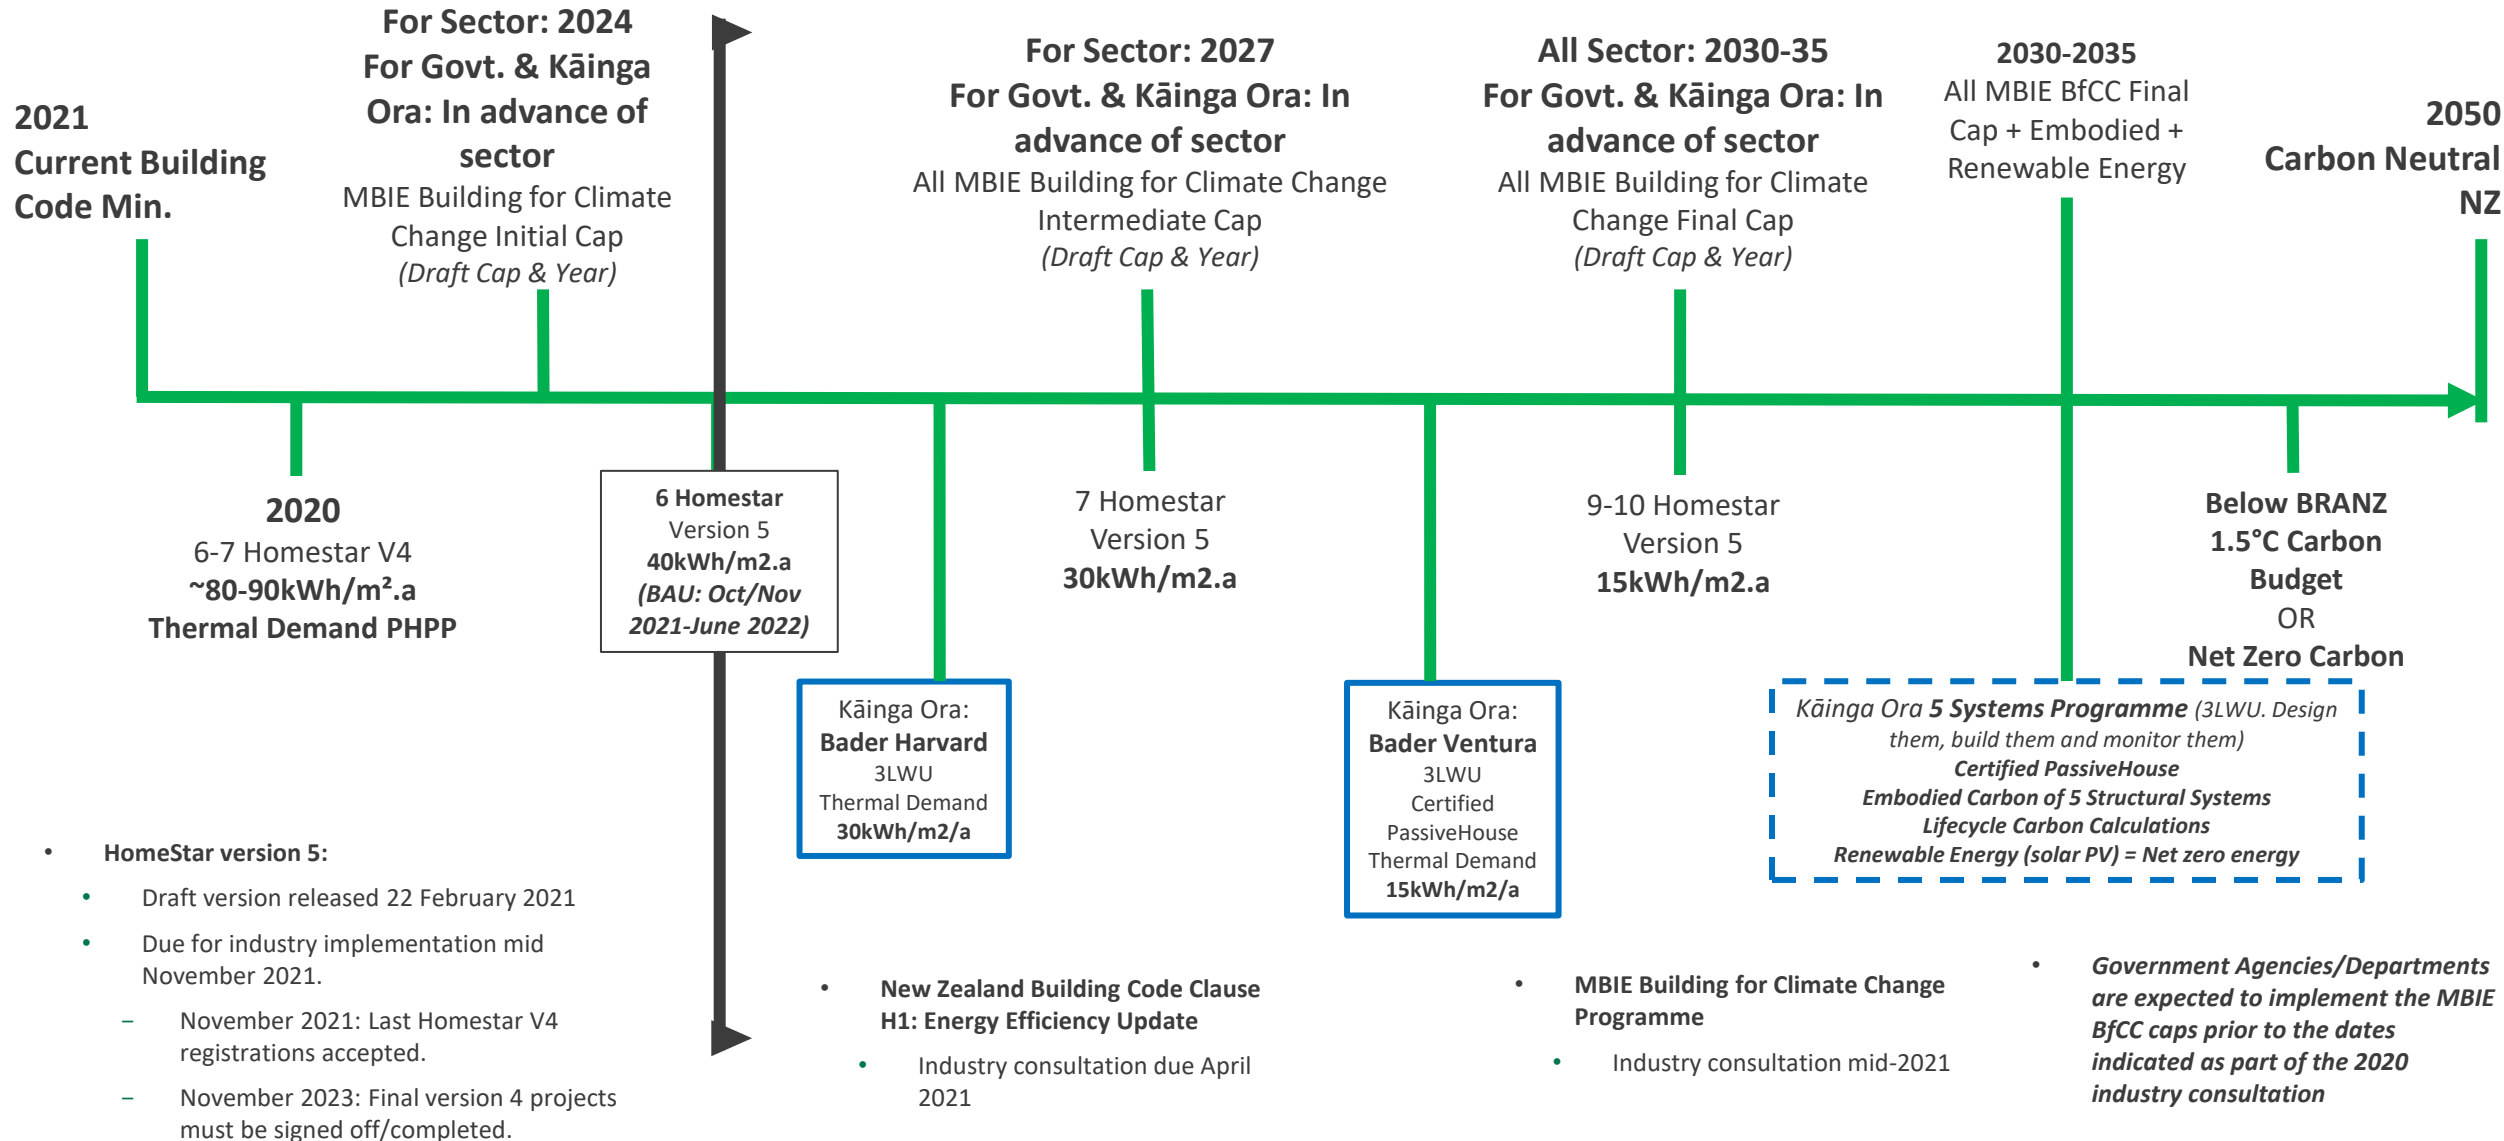 2021
Current Building
Code Min.
For Sector: 2024
For Govt. & Kāinga
Ora: In advance of
sector
MBIE Building for Climate
Change Initial Cap
(Draft Cap & Year)
For Sector: 2027
For Govt. & Kāinga Ora: In
advance of sector
All MBIE Building for Climate Change
Intermediate Cap
(Draft Cap & Year)
All Sector: 2030-35
For Govt. & Kāinga Ora: In
advance of sector
All MBIE Building for Climate
Change Final Cap
(Draft Cap & Year)
2030-2035
All MBIE BfCC Final
Cap + Embodied +
Renewable Energy
2050
Carbon Neutral
NZ
2020
6-7 Homestar V4
~80-90kWh/m².a
Thermal Demand PHPP
6 Homestar
Version 5
40kWh/m2.a
(BAU: Oct/Nov
2021-June 2022)
Kāinga Ora:
Bader Harvard
3LWU
Thermal Demand
30kWh/m2/a
7 Homestar
Version 5
30kWh/m2.a
Kāinga Ora:
Bader Ventura
3LWU
Certified
PassiveHouse
Thermal Demand
15kWh/m2/a
9-10 Homestar
Version 5
15kWh/m2.a
Below BRANZ
1.5°C Carbon
Budget
OR
Net Zero Carbon
Kāinga Ora 5 Systems Programme (3LWU. Design
them, build them and monitor them)
Certified PassiveHouse
Embodied Carbon of 5 Structural Systems
Lifecycle Carbon Calculations
Renewable Energy (solar PV) = Net zero energy
• HomeStar version 5:
• Draft version released 22 February 2021
• Due for industry implementation mid
November 2021.
– November 2021: Last Homestar V4
registrations accepted.
– November 2023: Final version 4 projects
must be signed off/completed.
• New Zealand Building Code Clause
H1: Energy Efficiency Update
• Industry consultation due April
2021
• MBIE Building for Climate Change
Programme
• Industry consultation mid-2021
• Government Agencies/Departments
are expected to implement the MBIE
BfCC caps prior to the dates
indicated as part of the 2020
industry consultation